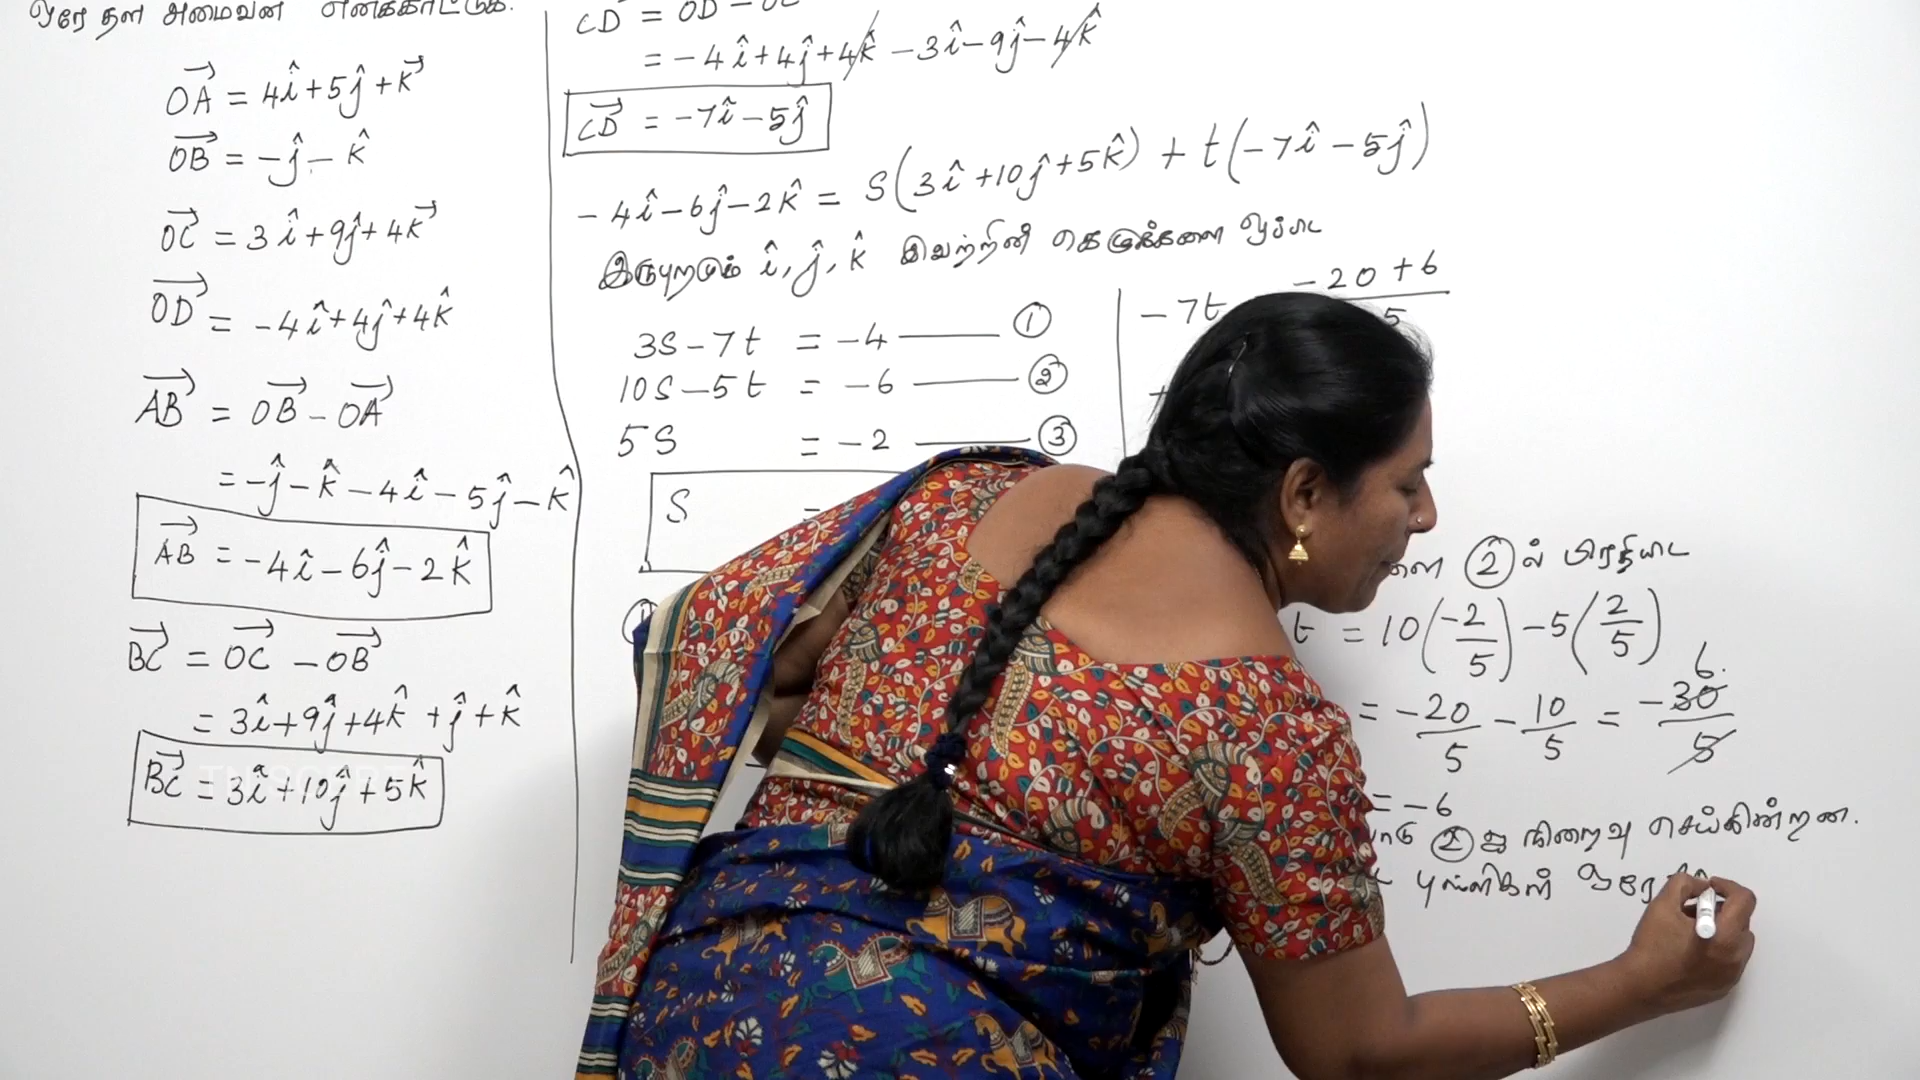 ஒரே தள அமைவன எனக்காட்டுக.
OA⃗ = 4î+5ĵ+k⃗
OB⃗ = -ĵ - k̂
OC⃗ = 3î+9ĵ+4k⃗
OD⃗ = -4î+4ĵ+4k̂
AB⃗ = OB⃗ - OA⃗
= -ĵ - k̂ - 4î - 5ĵ - k̂
AB⃗ = -4î - 6ĵ - 2k̂
BC⃗ = OC⃗ - OB⃗
= 3î+9ĵ+4k̂ + ĵ + k̂
BC⃗ = 3î+10ĵ+5k̂
CD = OD - OC
= -4î+4ĵ+4k̂ - 3î - 9ĵ - 4k̂
CD⃗ = -7î - 5ĵ
-4î - 6ĵ - 2k̂ = S(3î+10ĵ+5k̂) + t(-7î - 5ĵ)
இருபுறமும் î, ĵ, k̂ இவற்றின் கெழுக்களை ஒப்பிட
3S - 7t = -4 —— ①
10S - 5t = -6 —— ②
5S = -2 —— ③
S =
①
-7t -20+6
5
+
ளை ② ல் பிரதியிட
t = 10(-2/5) - 5(2/5)
= -20/5 - 10/5 = -30/5 6
= -6
பாடு ② ஐ நிறைவு செய்கின்றன.
புள்ளிகள் ஒரே